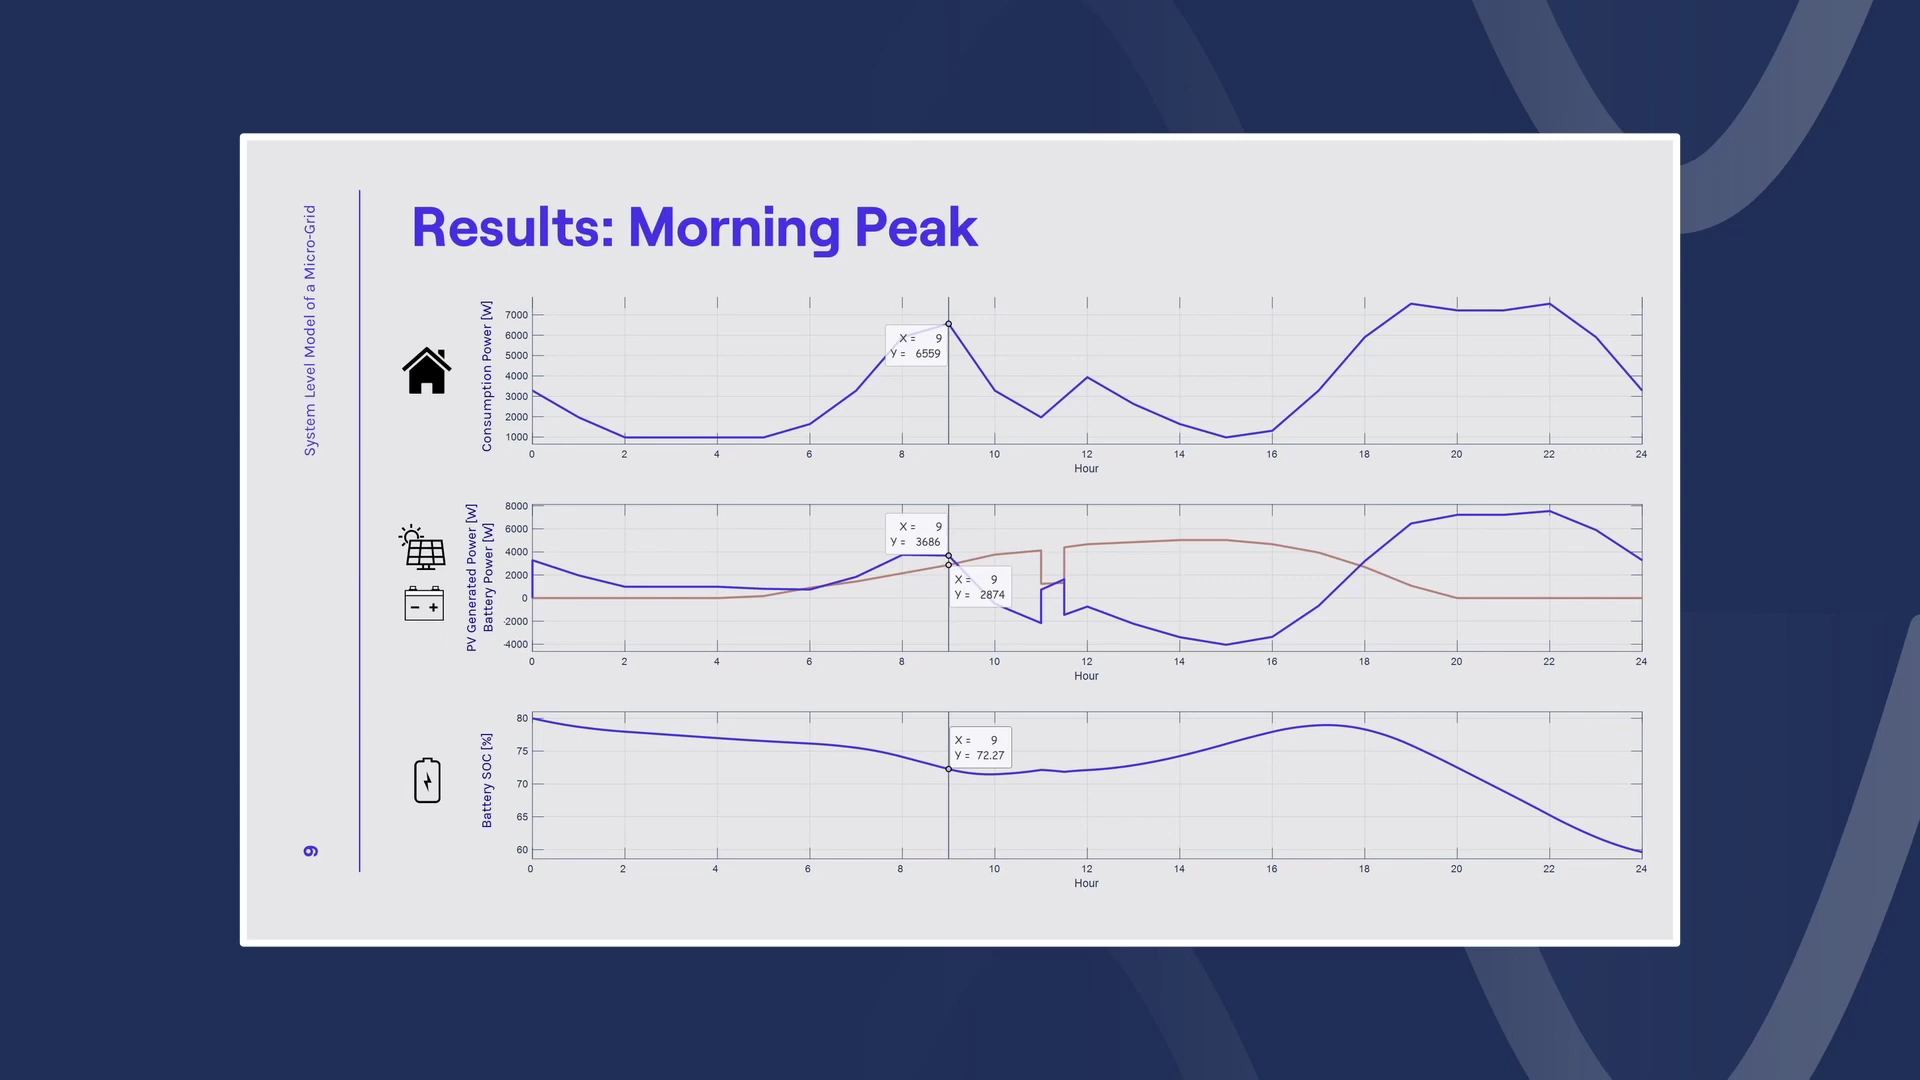 System Level Model of a Micro-Grid
9
Results: Morning Peak
Consumption Power [W]
7000
6000
5000
4000
3000
2000
1000
X = 9
Y = 6559
0 2 4 6 8 10 12 14 16 18 20 22 24
Hour
PV Generated Power [W]
Battery Power [W]
8000
6000
4000
2000
0
-2000
-4000
X = 9
Y = 3686
X = 9
Y = 2874
0 2 4 6 8 10 12 14 16 18 20 22 24
Hour
Battery SOC [%]
80
75
70
65
60
X = 9
Y = 72.27
0 2 4 6 8 10 12 14 16 18 20 22 24
Hour